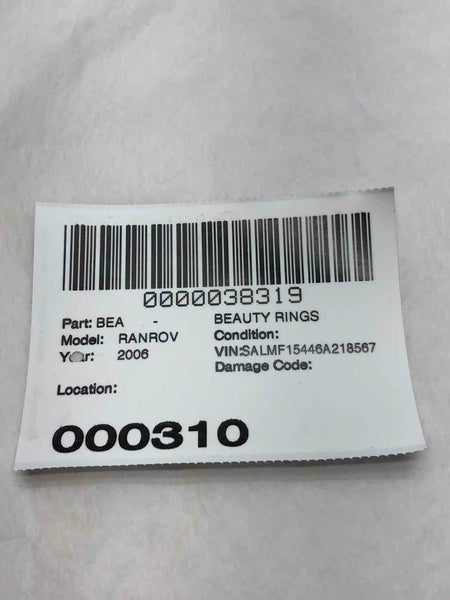 0000038319
Part: BEA - BEAUTY RINGS
Model: RANROV Condition:
Year: 2006 VIN:SALMF15446A218567
Damage Code:
Location:
000310